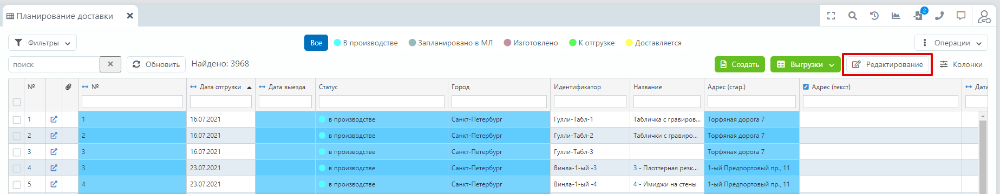 Планирование доставки
2
Фильтры
Все В производстве Запланировано в МЛ Изготовлено К отгрузке Доставляется
Операции
поиск Обновить Найдено: 3968
Создать Выгрузки Редактирование Колонки
№ № Дата отгрузки Дата выезда Статус Город Идентификатор Название Адрес (стар.) Адрес (текст) Дата
1 1 16.07.2021 в производстве Санкт-Петербург Гулли-Табл-1 Табличка с гравиров... Торфяная дорога 7
2 2 16.07.2021 в производстве Санкт-Петербург Гулли-Табл-2 Таблички с гравиро... Торфяная дорога 7
3 3 16.07.2021 в производстве Санкт-Петербург Гулли-Табл-3 Торфяная дорога 7
4 3 23.07.2021 в производстве Санкт-Петербург Винла-1-ый -3 3 - Плоттерная резк... 1-ый Предпортовый пр., 11
5 4 23.07.2021 в производстве Санкт-Петербург Винла-1-ый -4 4 - Имиджи на стены 1-ый Предпортовый пр., 11